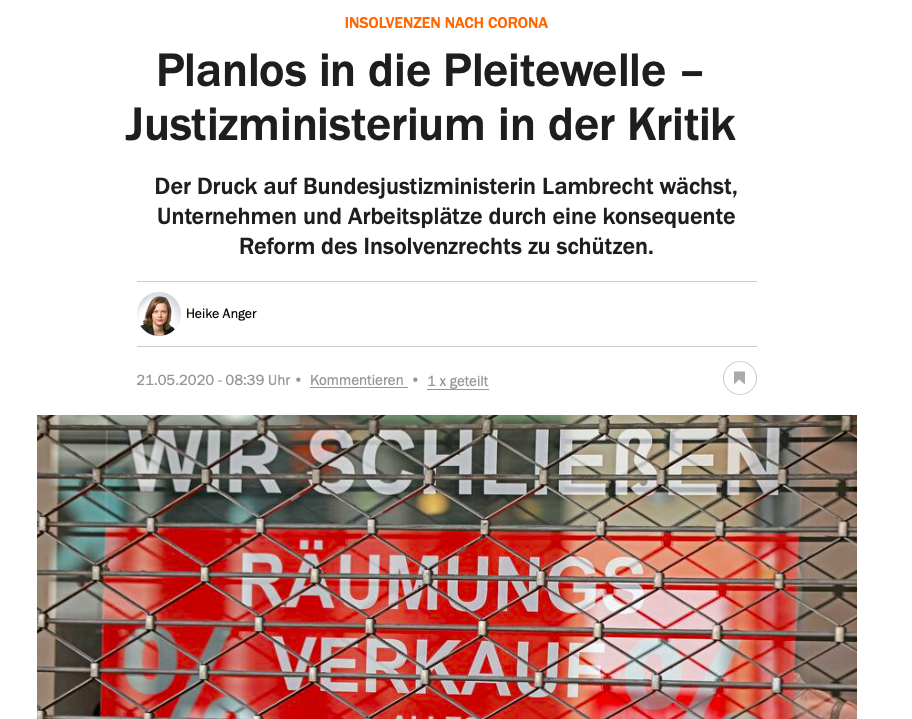 INSOLVENZEN NACH CORONA
Planlos in die Pleitewelle –
Justizministerium in der Kritik
Der Druck auf Bundesjustizministerin Lambrecht wächst,
Unternehmen und Arbeitsplätze durch eine konsequente
Reform des Insolvenzrechts zu schützen.
Heike Anger
21.05.2020 - 08:39 Uhr • Kommentieren • 1 x geteilt
WIR SCHLIEßEN
RÄUMUNGS
% VERKAUF %